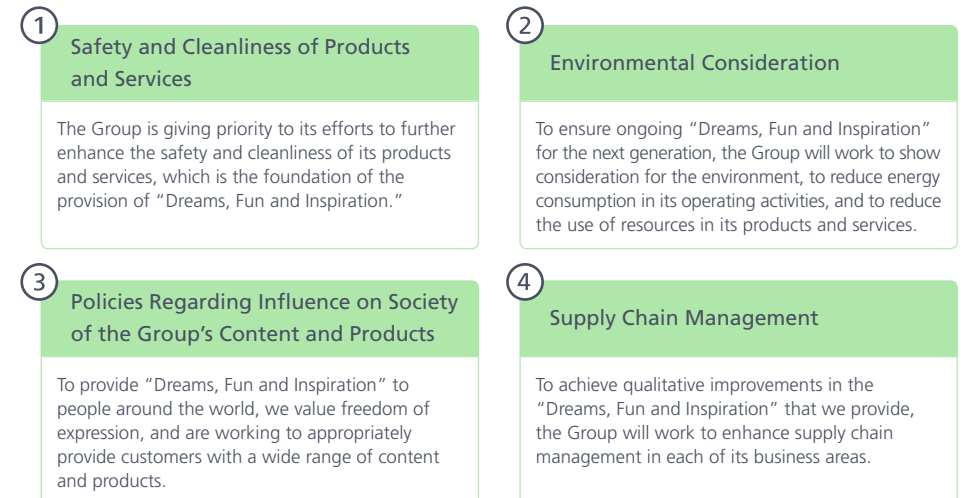 1
Safety and Cleanliness of Products
and Services
The Group is giving priority to its efforts to further
enhance the safety and cleanliness of its products
and services, which is the foundation of the
provision of “Dreams, Fun and Inspiration.”
2
Environmental Consideration
To ensure ongoing “Dreams, Fun and Inspiration”
for the next generation, the Group will work to show
consideration for the environment, to reduce energy
consumption in its operating activities, and to reduce
the use of resources in its products and services.
3
Policies Regarding Influence on Society
of the Group’s Content and Products
To provide “Dreams, Fun and Inspiration” to
people around the world, we value freedom of
expression, and are working to appropriately
provide customers with a wide range of content
and products.
4
Supply Chain Management
To achieve qualitative improvements in the
“Dreams, Fun and Inspiration” that we provide,
the Group will work to enhance supply chain
management in each of its business areas.